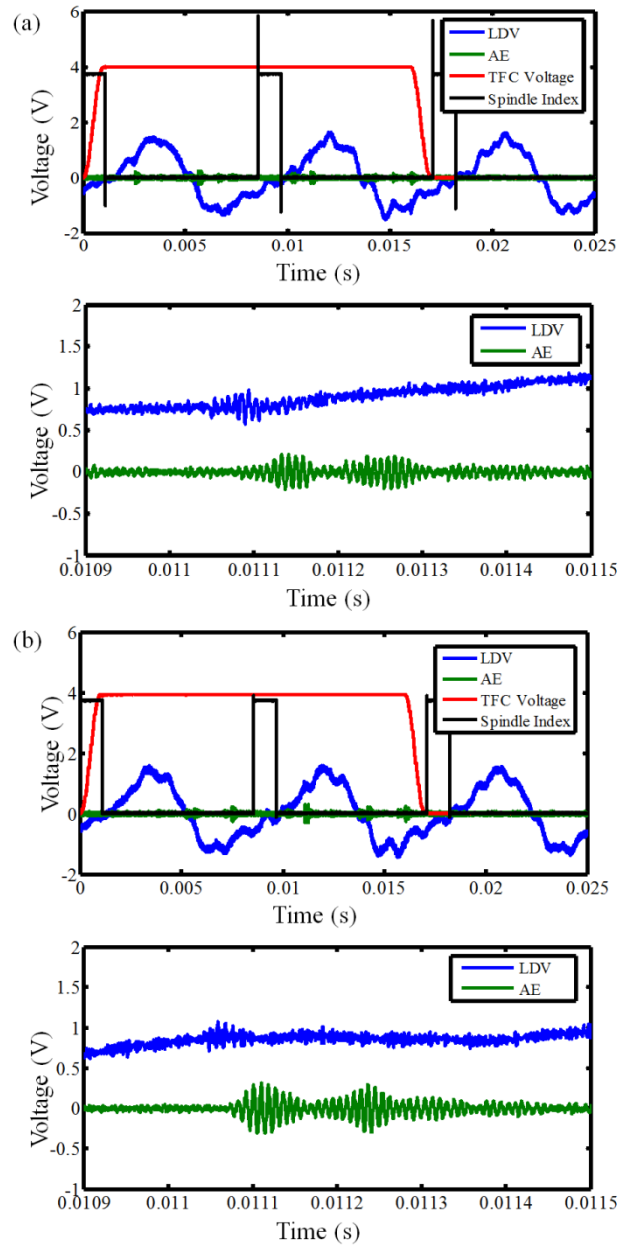 (a)
6
4
2
0
-2
Voltage (V)
LDV
AE
TFC Voltage
Spindle Index
0 0.005 0.01 0.015 0.02 0.025
Time (s)
2
1.5
1
0.5
0
-0.5
-1
Voltage (V)
LDV
AE
0.0109 0.011 0.0111 0.0112 0.0113 0.0114 0.0115
Time (s)
(b)
6
4
2
0
-2
Voltage (V)
LDV
AE
TFC Voltage
Spindle Index
0 0.005 0.01 0.015 0.02 0.025
Time (s)
2
1.5
1
0.5
0
-0.5
-1
Voltage (V)
LDV
AE
0.0109 0.011 0.0111 0.0112 0.0113 0.0114 0.0115
Time (s)